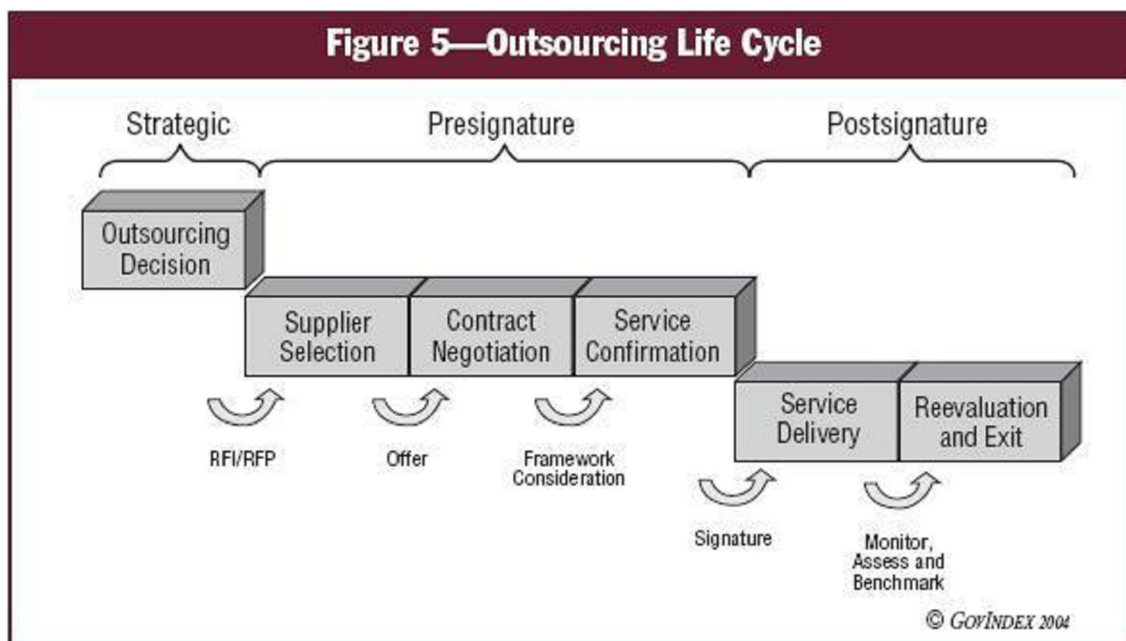 Figure 5—Outsourcing Life Cycle
Strategic
Presignature
Postsignature
Outsourcing
Decision
Supplier
Selection
Contract
Negotiation
Service
Confirmation
Service
Delivery
Reevaluation
and Exit
RFI/RFP
Offer
Framework
Consideration
Signature
Monitor,
Assess and
Benchmark
© GOVINDEX 2004